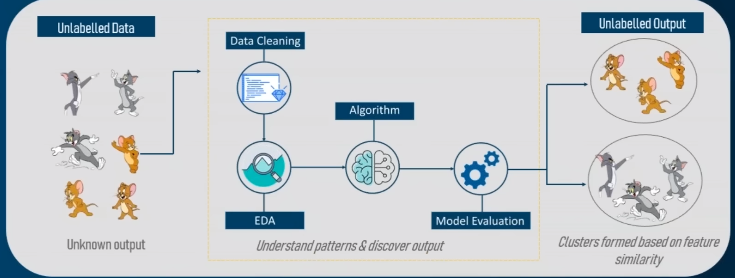 Unlabelled Data
Unknown output
Data Cleaning
EDA
Algorithm
Model Evaluation
Understand patterns & discover output
Unlabelled Output
Clusters formed based on feature
similarity